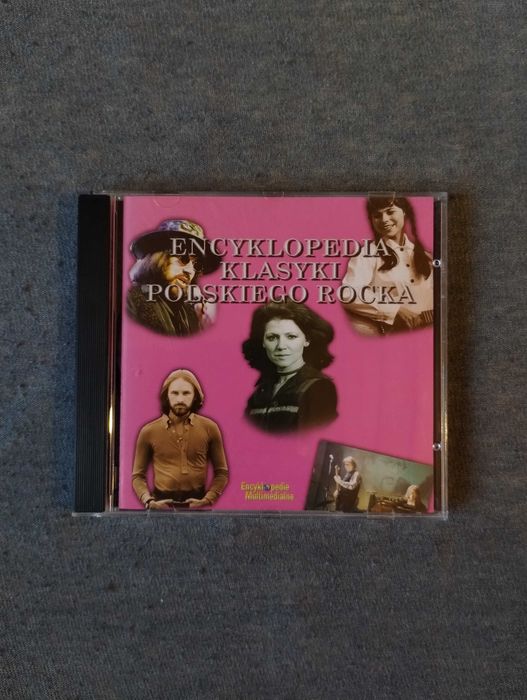 ENCYKLOPEDIA
KLASYKI
POLSKIEGO ROCKA
Encyklopedie
Multimedialne